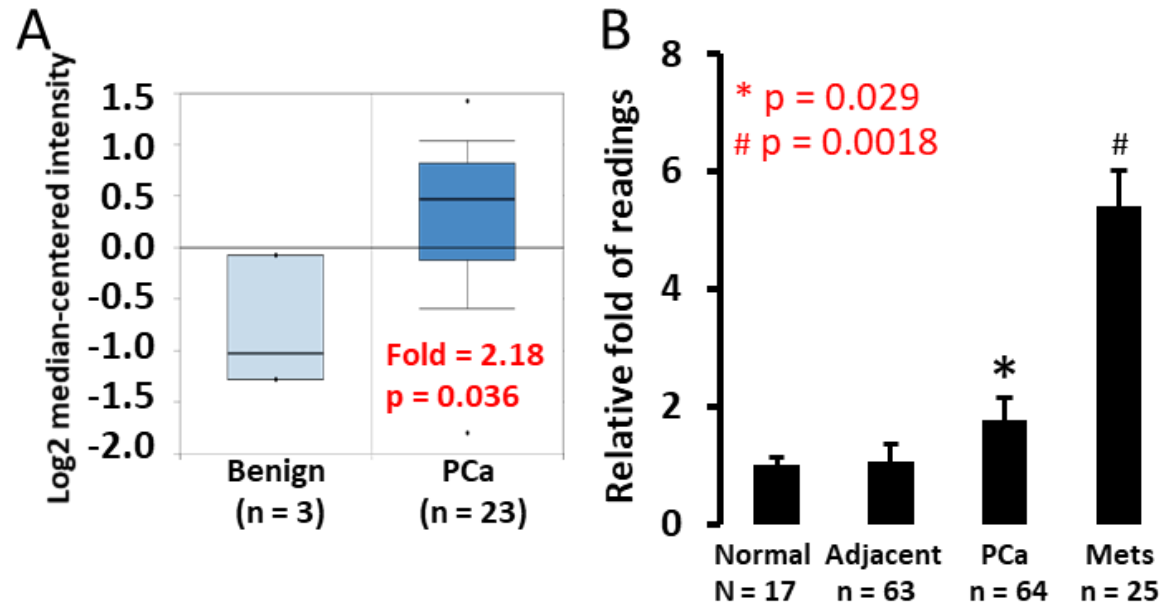 A
Log2 median-centered intensity
1.5
1.0
0.5
0.0
-0.5
-1.0
-1.5
-2.0
Fold = 2.18
p = 0.036
Benign PCa
(n = 3) (n = 23)
B
Relative fold of readings
8
6
4
2
0
* p = 0.029
# p = 0.0018
#
*
Normal Adjacent PCa Mets
N = 17 n = 63 n = 64 n = 25